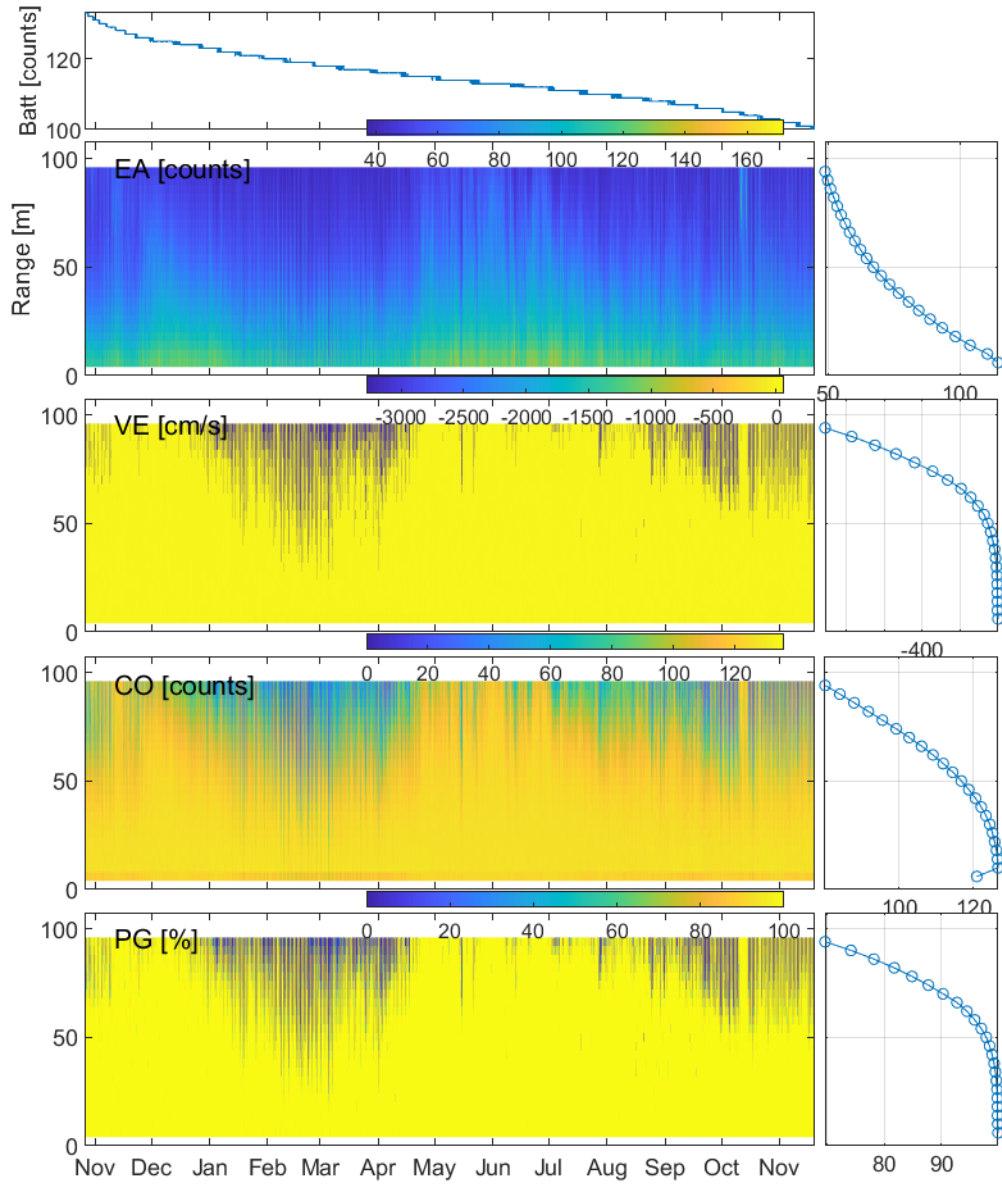 Batt [counts]
120
100
40 60 80 100 120 140 160
EA [counts]
Range [m]
100
50
0
50 100
-3000 -2500 -2000 -1500 -1000 -500 0
VE [cm/s]
100
50
0
-400
0 20 40 60 80 100 120
CO [counts]
100
50
0
100 120
0 20 40 60 80 100
PG [%]
100
50
0
Nov Dec Jan Feb Mar Apr May Jun Jul Aug Sep Oct Nov
80 90